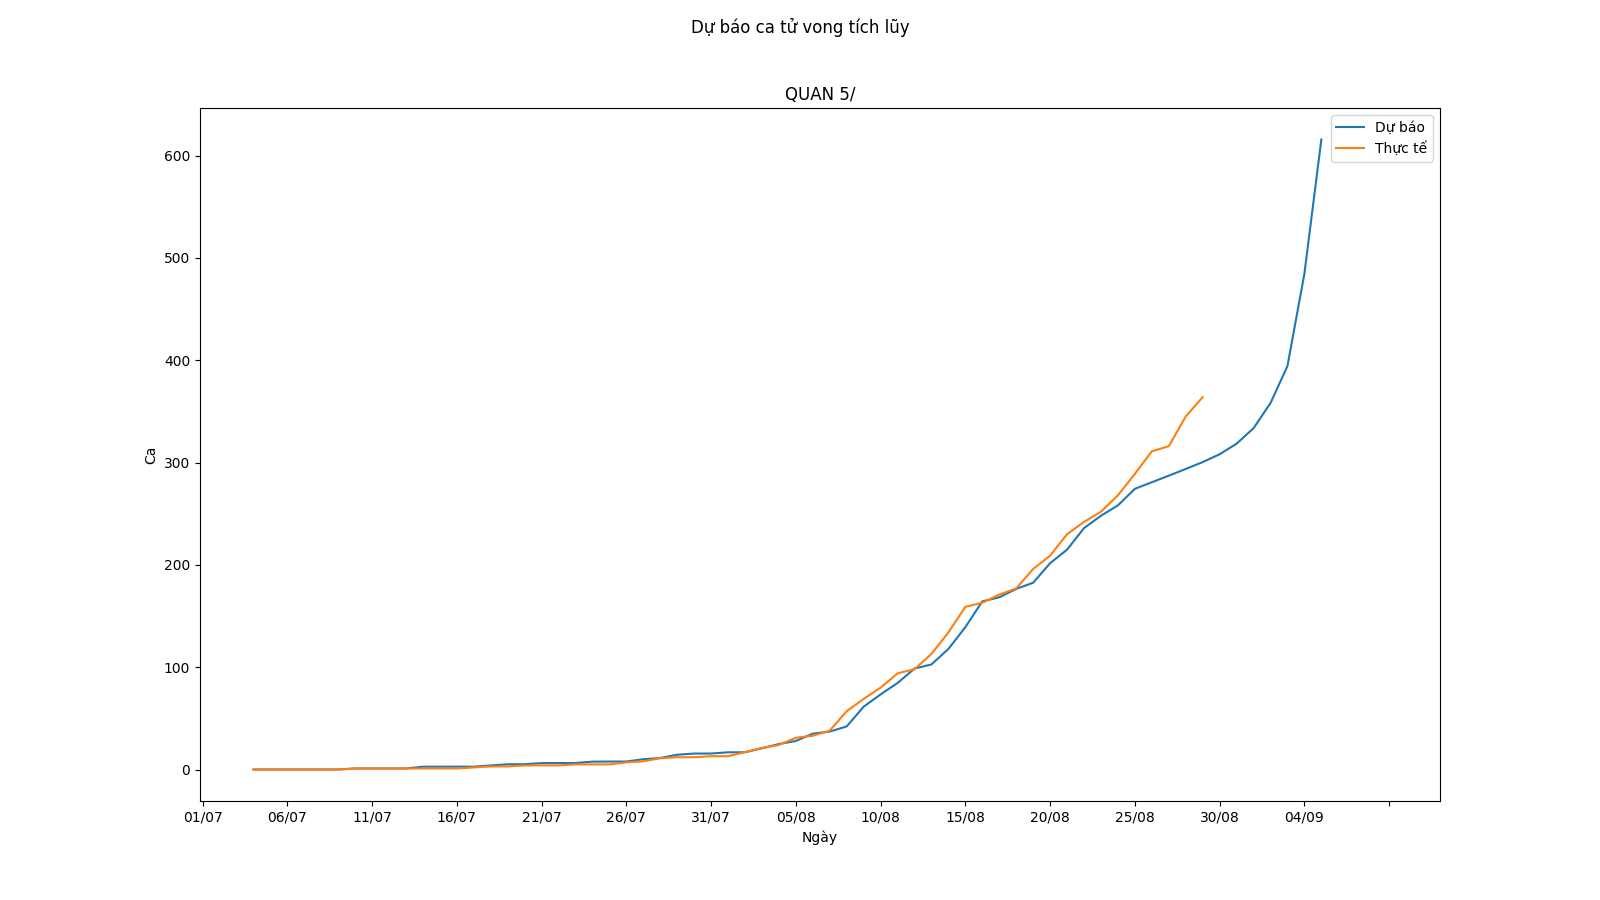 Dự báo ca tử vong tích lũy
QUAN 5/
Dự báo
Thực tế
600
500
400
300
200
100
0
Ca
01/07 06/07 11/07 16/07 21/07 26/07 31/07 05/08 10/08 15/08 20/08 25/08 30/08 04/09
Ngày